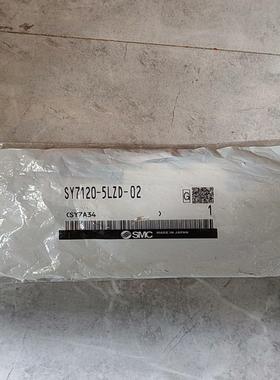 SY7120-5LZD-02
G
(SY7A34 ) 1
SMC MADE IN JAPAN